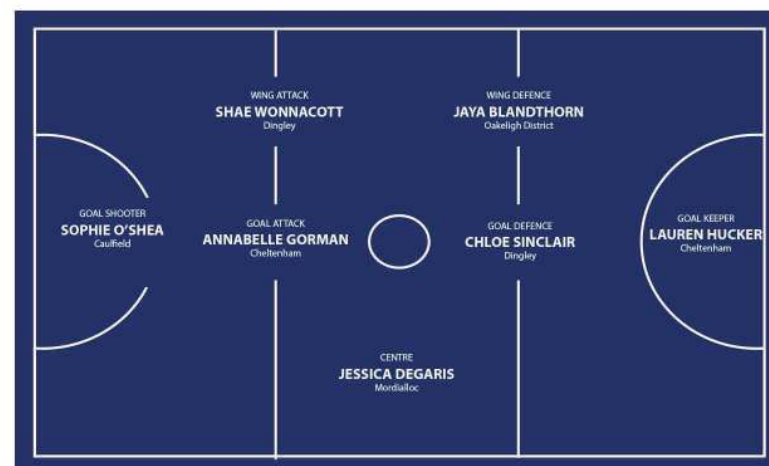 WING ATTACK
SHAE WONNACOTT
Dingley
WING DEFENCE
JAYA BLANDTHORN
Oakeligh District
GOAL SHOOTER
SOPHIE O'SHEA
Caulfield
GOAL ATTACK
ANNABELLE GORMAN
Cheltenham
GOAL DEFENCE
CHLOE SINCLAIR
Dingley
GOAL KEEPER
LAUREN HUCKER
Cheltenham
CENTRE
JESSICA DEGARIS
Mordialloc